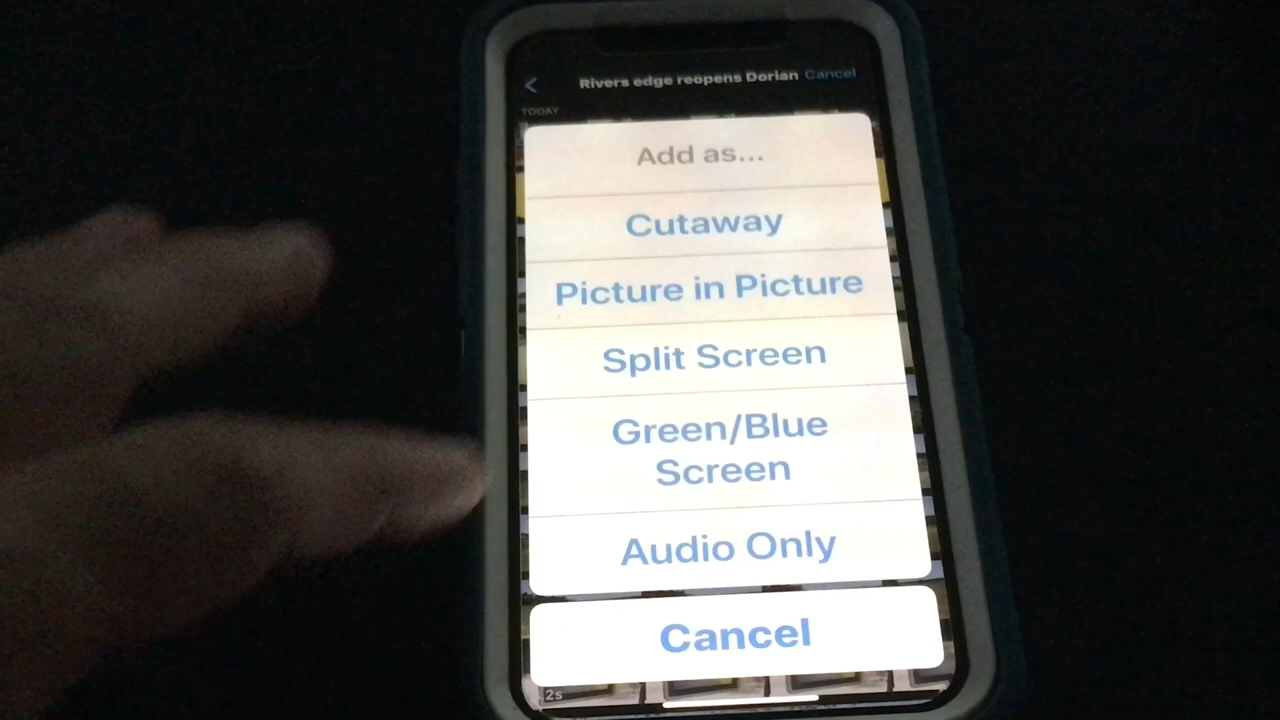 Rivers edge reopens Dorian Cancel
TODAY
Add as...
Cutaway
Picture in Picture
Split Screen
Green/Blue
Screen
Audio Only
Cancel
2s